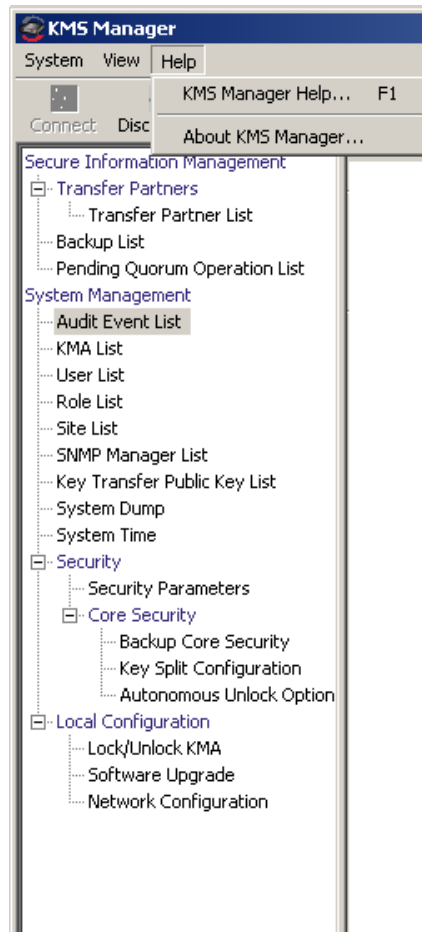 KMS Manager
System View Help
KMS Manager Help... F1
Connect Disc
About KMS Manager...
Secure Information Management
Transfer Partners
Transfer Partner List
Backup List
Pending Quorum Operation List
System Management
Audit Event List
KMA List
User List
Role List
Site List
SNMP Manager List
Key Transfer Public Key List
System Dump
System Time
Security
Security Parameters
Core Security
Backup Core Security
Key Split Configuration
Autonomous Unlock Option
Local Configuration
Lock/Unlock KMA
Software Upgrade
Network Configuration